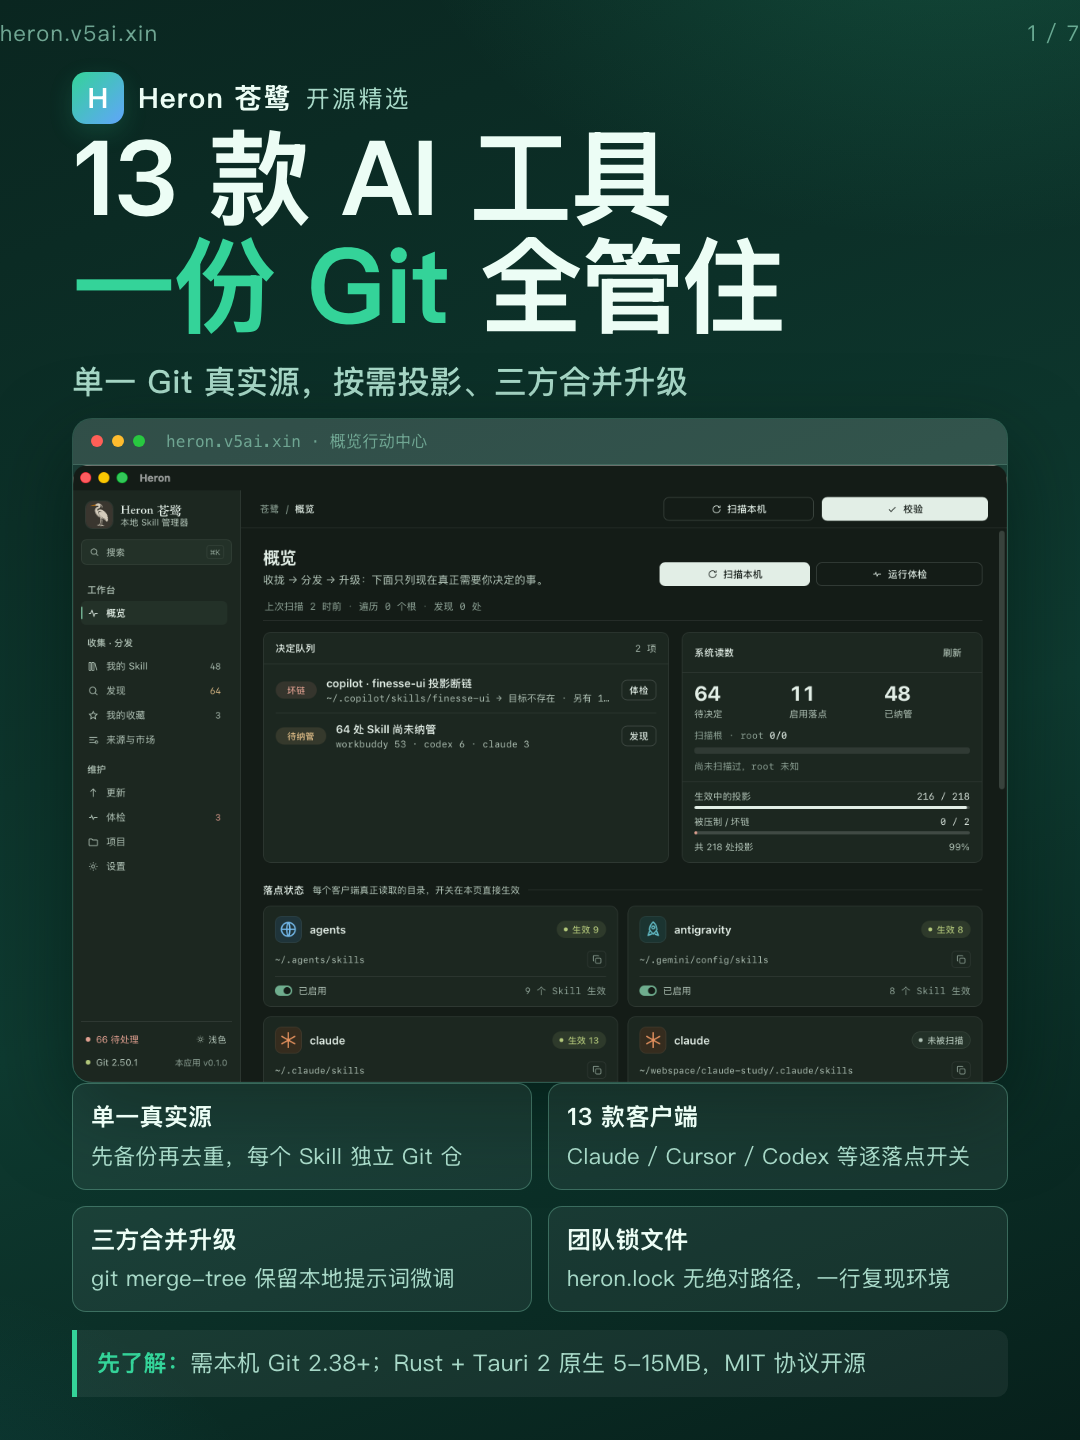 heron.v5ai.xin
1 / 7
H Heron 苍鹭 开源精选
13 款 AI 工具
一份 Git 全管住
单一 Git 真实源，按需投影、三方合并升级
heron.v5ai.xin · 概览行动中心
Heron
Heron 苍鹭
本地 Skill 管理器
搜索 ⌘K
工作台
概览
收集 · 分发
我的 Skill 48
发现 64
我的收藏 3
来源与市场
维护
更新
体检 3
项目
设置
66 待处理 浅色
Git 2.50.1 本应用 v0.1.0
苍鹭 / 概览
扫描本机
校验
概览
收拢 → 分发 → 升级：下面只列现在真正需要你决定的事。
扫描本机
运行体检
上次扫描 2 时前 · 遍历 0 个根 · 发现 0 处
决定队列 2 项
坏链 copilot · finesse-ui 投影断链 体检
~/.copilot/skills/finesse-ui → 目标不存在 · 另有 1…
待纳管 64 处 Skill 尚未纳管 发现
workbuddy 53 · codex 6 · claude 3
系统读数 刷新
64 11 48
待决定 启用落点 已纳管
扫描根 · root 0/0
尚未扫描过，root 未知
生效中的投影 216 / 218
被压制 / 坏链 0 / 2
共 218 处投影 99%
落点状态 每个客户端真正读取的目录，开关在本页直接生效
agents 生效 9
~/.agents/skills
已启用 9 个 Skill 生效
antigravity 生效 8
~/.gemini/config/skills
已启用 8 个 Skill 生效
claude 生效 13
~/.claude/skills
claude 未被扫描
~/webspace/claude-study/.claude/skills
单一真实源
先备份再去重，每个 Skill 独立 Git 仓
13 款客户端
Claude / Cursor / Codex 等逐落点开关
三方合并升级
git merge-tree 保留本地提示词微调
团队锁文件
heron.lock 无绝对路径，一行复现环境
先了解：需本机 Git 2.38+；Rust + Tauri 2 原生 5–15MB，MIT 协议开源